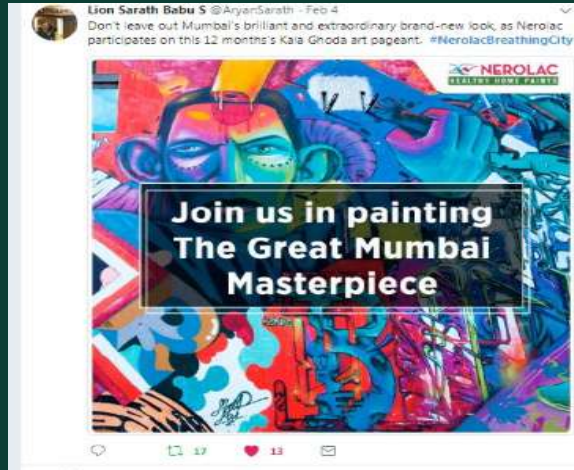 Lion Sarath Babu S @AryanSarath - Feb 4
Don't leave out Mumbai's brilliant and extraordinary brand-new look, as Nerolac
participates on this 12 months's Kala Ghoda art pageant. #NerolacBreathingCity
NEROLAC
HEALTHY HOME PAINTS
Join us in painting
The Great Mumbai
Masterpiece
17
13